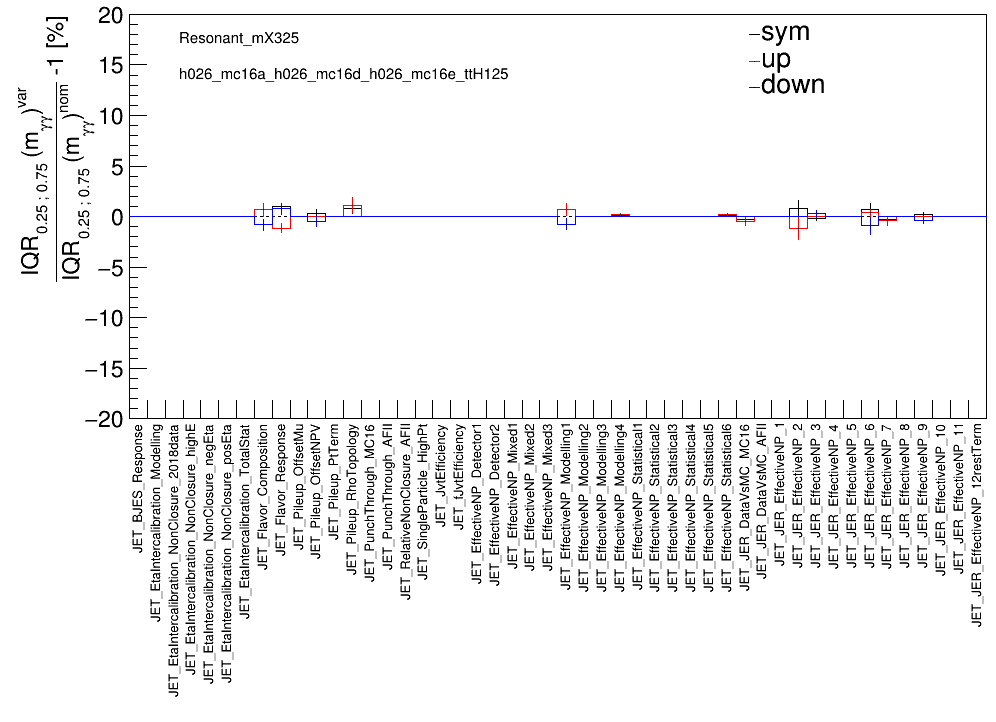 IQR0.25 ; 0.75 (mγγ)var
IQR0.25 ; 0.75 (mγγ)nom
-1 [%]
20
15
10
5
0
−5
−10
−15
−20
Resonant_mX325
h026_mc16a_h026_mc16d_h026_mc16e_ttH125
sym
up
down
JET_BJES_Response
JET_EtaIntercalibration_Modelling
JET_EtaIntercalibration_NonClosure_2018data
JET_EtaIntercalibration_NonClosure_highE
JET_EtaIntercalibration_NonClosure_negEta
JET_EtaIntercalibration_NonClosure_posEta
JET_EtaIntercalibration_TotalStat
JET_Flavor_Composition
JET_Flavor_Response
JET_Pileup_OffsetMu
JET_Pileup_OffsetNPV
JET_Pileup_PtTerm
JET_Pileup_RhoTopology
JET_PunchThrough_MC16
JET_PunchThrough_AFII
JET_RelativeNonClosure_AFII
JET_SingleParticle_HighPt
JET_JvtEfficiency
JET_fJvtEfficiency
JET_EffectiveNP_Detector1
JET_EffectiveNP_Detector2
JET_EffectiveNP_Mixed1
JET_EffectiveNP_Mixed2
JET_EffectiveNP_Mixed3
JET_EffectiveNP_Modelling1
JET_EffectiveNP_Modelling2
JET_EffectiveNP_Modelling3
JET_EffectiveNP_Modelling4
JET_EffectiveNP_Statistical1
JET_EffectiveNP_Statistical2
JET_EffectiveNP_Statistical3
JET_EffectiveNP_Statistical4
JET_EffectiveNP_Statistical5
JET_EffectiveNP_Statistical6
JET_JER_DataVsMC_MC16
JET_JER_DataVsMC_AFII
JET_JER_EffectiveNP_1
JET_JER_EffectiveNP_2
JET_JER_EffectiveNP_3
JET_JER_EffectiveNP_4
JET_JER_EffectiveNP_5
JET_JER_EffectiveNP_6
JET_JER_EffectiveNP_7
JET_JER_EffectiveNP_8
JET_JER_EffectiveNP_9
JET_JER_EffectiveNP_10
JET_JER_EffectiveNP_11
JET_JER_EffectiveNP_12restTerm